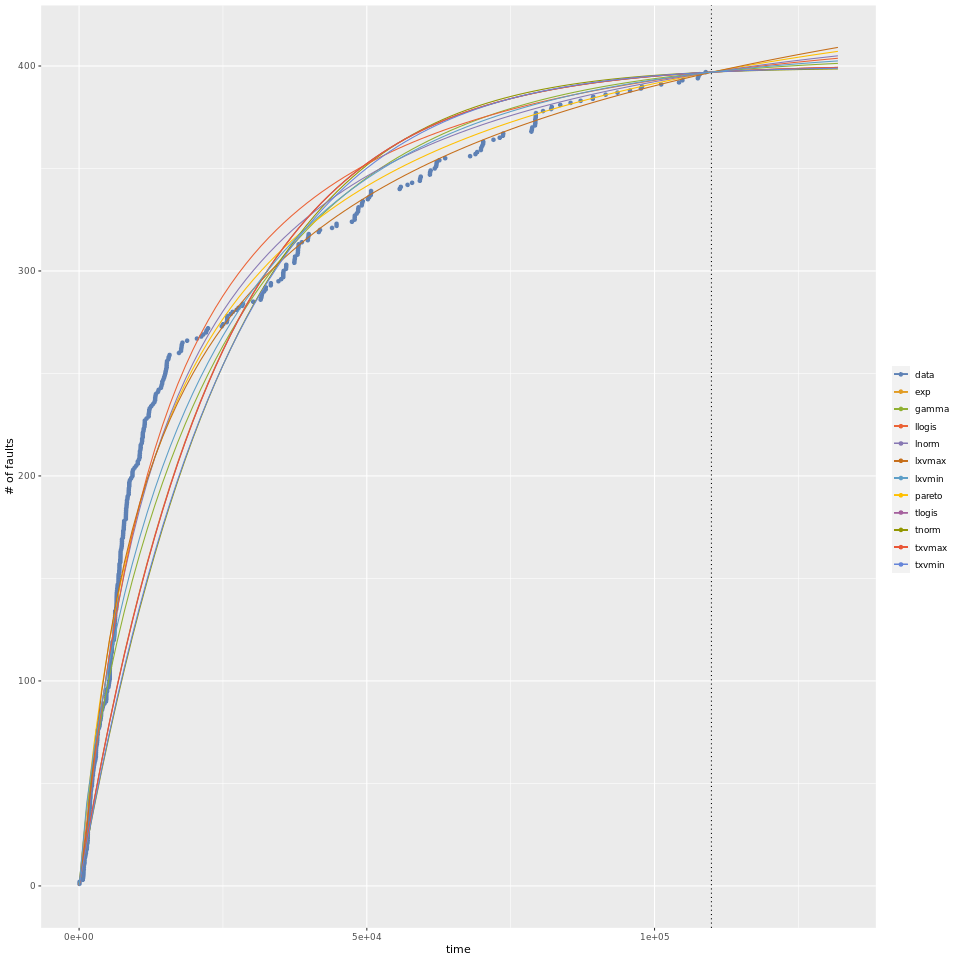 400
300
200
100
0
# of faults
0e+00
5e+04
1e+05
time
data
exp
gamma
llogis
lnorm
lxvmax
lxvmin
pareto
tlogis
tnorm
txvmax
txvmin